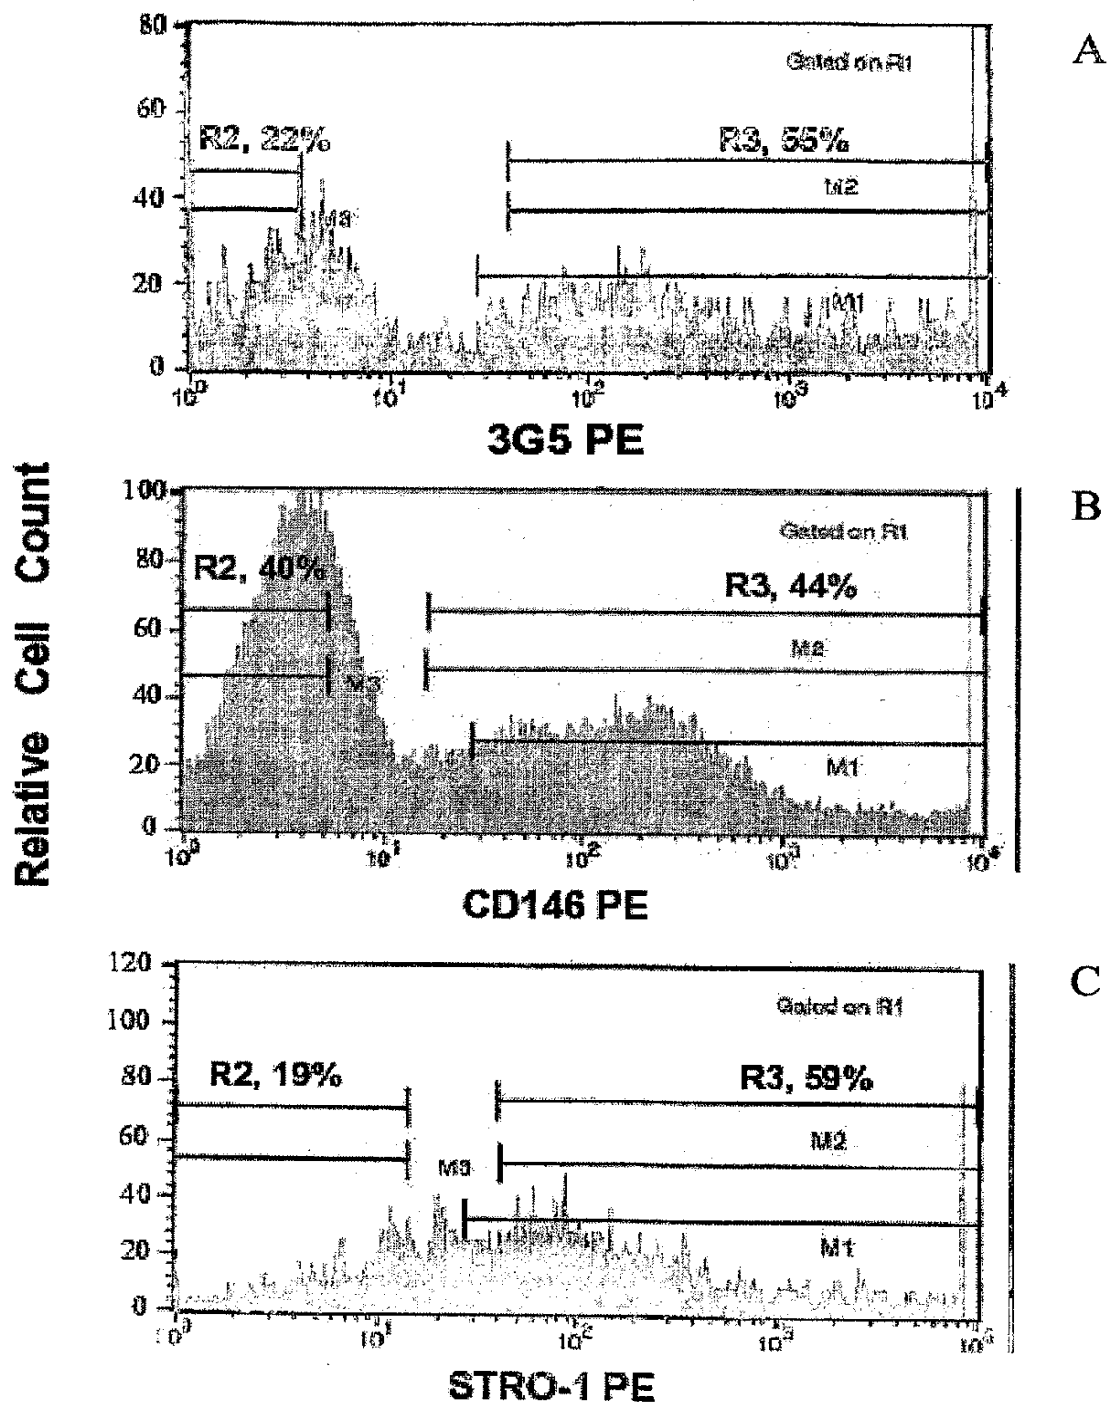 80
A
Gated on R1
60
R2, 22%
R3, 55%
M2
40
M3
20
M1
0
10⁰ 10¹ 10² 10³ 10⁴
3G5 PE
Relative Cell Count
100
B
Gated on R1
80
R2, 40%
R3, 44%
60
M2
40
M3
20
M1
0
10⁰ 10¹ 10² 10³
CD146 PE
120
C
Gated on R1
100
80
R2, 19%
R3, 59%
60
M2
M3
40
20
M1
0
10⁰ 10¹ 10² 10³
STRO-1 PE